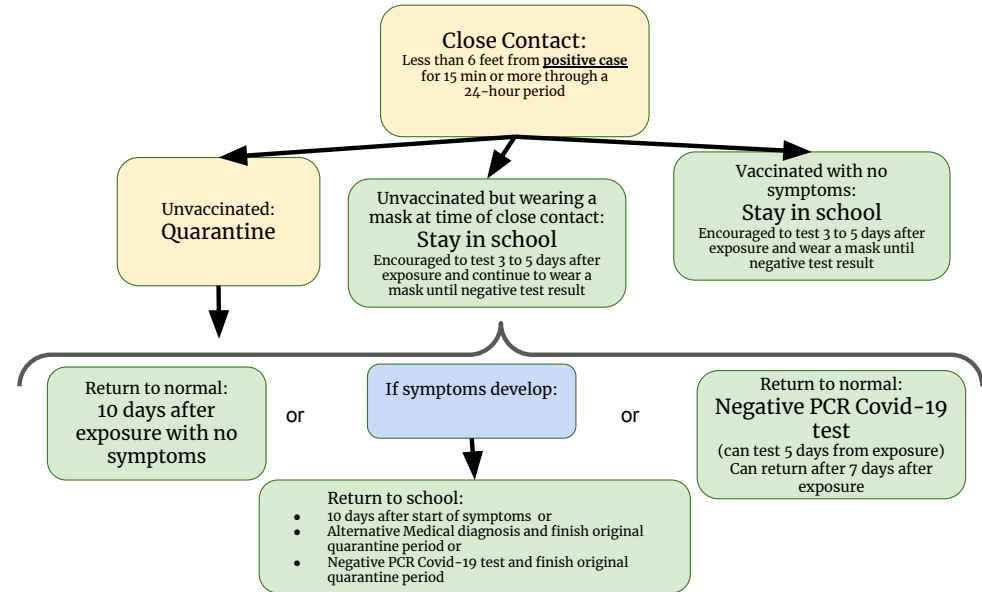 Close Contact:
Less than 6 feet from positive case
for 15 min or more through a
24-hour period
Unvaccinated:
Quarantine
Unvaccinated but wearing a
mask at time of close contact:
Stay in school
Encouraged to test 3 to 5 days after
exposure and continue to wear a
mask until negative test result
Vaccinated with no
symptoms:
Stay in school
Encouraged to test 3 to 5 days after
exposure and wear a mask until
negative test result
Return to normal:
10 days after
exposure with no
symptoms
or
If symptoms develop:
or
Return to normal:
Negative PCR Covid-19
test
(can test 5 days from exposure)
Can return after 7 days after
exposure
Return to school:
● 10 days after start of symptoms or
● Alternative Medical diagnosis and finish original
quarantine period or
● Negative PCR Covid-19 test and finish original
quarantine period